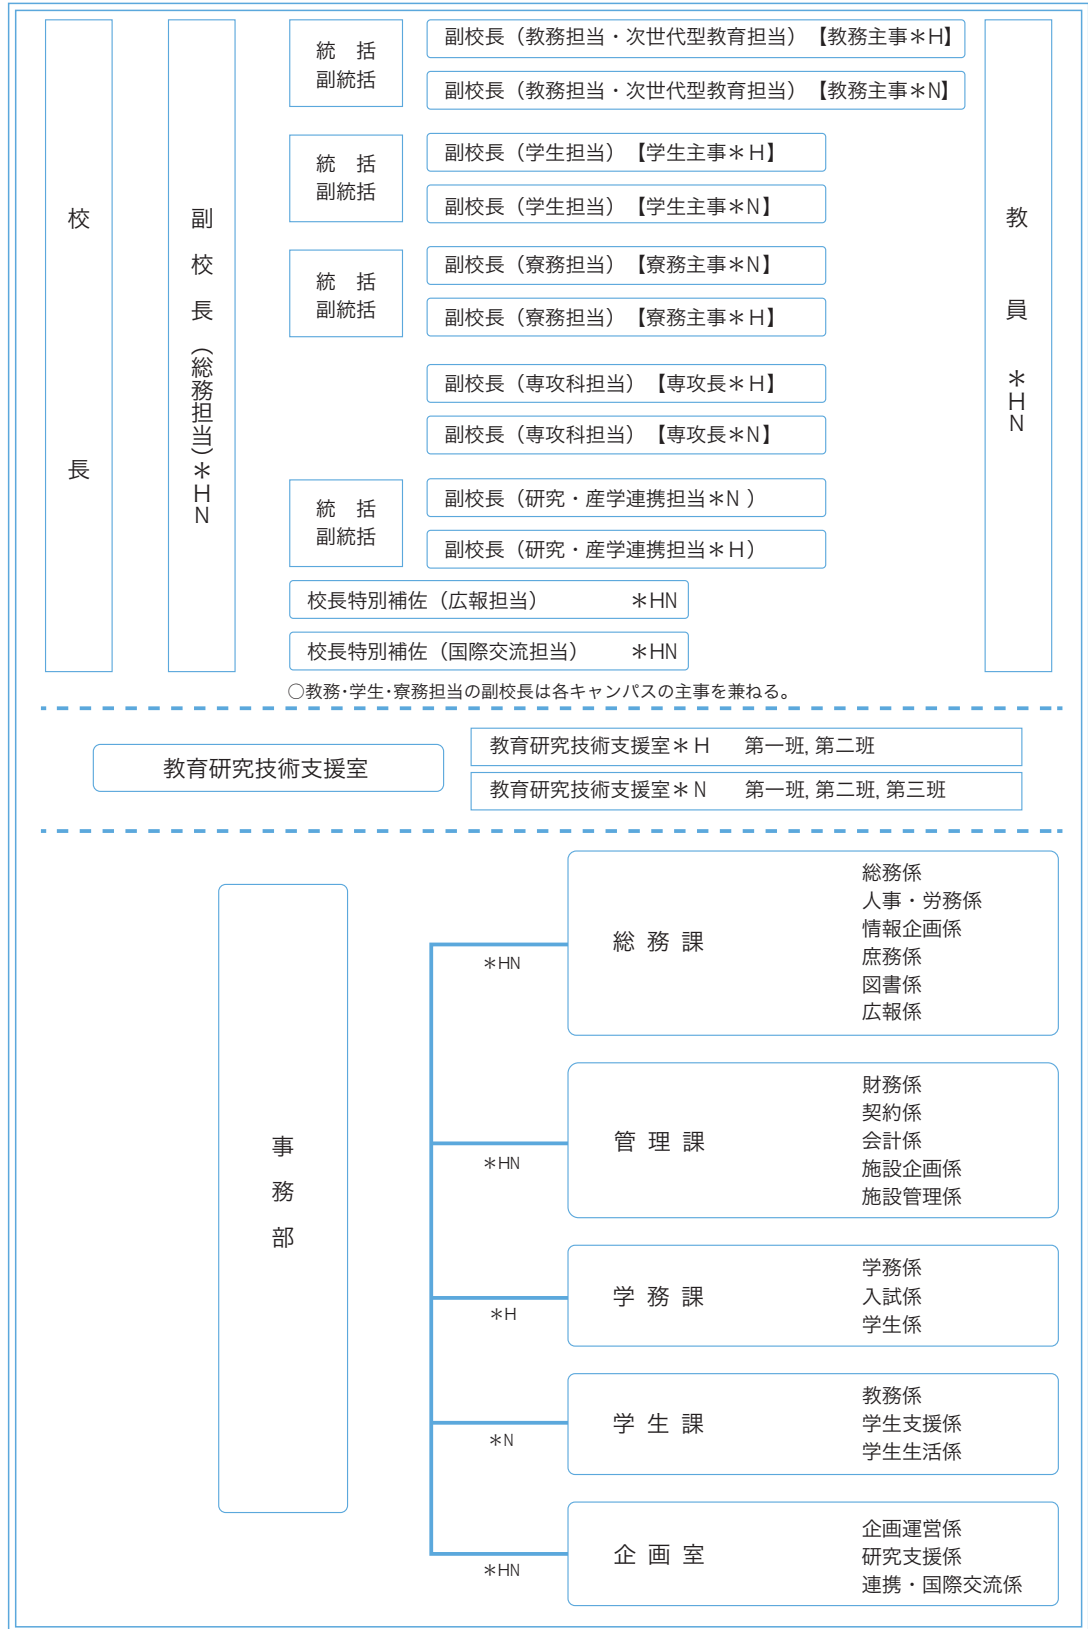 校長
副校長（総務担当）＊HN
統　括
副統括
副校長（教務担当・次世代型教育担当）【教務主事＊H】
副校長（教務担当・次世代型教育担当）【教務主事＊N】
統　括
副統括
副校長（学生担当）【学生主事＊H】
副校長（学生担当）【学生主事＊N】
統　括
副統括
副校長（寮務担当）【寮務主事＊N】
副校長（寮務担当）【寮務主事＊H】
副校長（専攻科担当）【専攻長＊H】
副校長（専攻科担当）【専攻長＊N】
統　括
副統括
副校長（研究・産学連携担当＊N ）
副校長（研究・産学連携担当＊H）
校長特別補佐（広報担当）　　　＊HN
校長特別補佐（国際交流担当）　＊HN
教員＊HN
○教務・学生・寮務担当の副校長は各キャンパスの主事を兼ねる。
教育研究技術支援室
教育研究技術支援室＊H　第一班, 第二班
教育研究技術支援室＊N　第一班, 第二班, 第三班
事務部
＊HN
総 務 課
総務係
人事・労務係
情報企画係
庶務係
図書係
広報係
＊HN
管 理 課
財務係
契約係
会計係
施設企画係
施設管理係
＊H
学 務 課
学務係
入試係
学生係
＊N
学 生 課
教務係
学生支援係
学生生活係
＊HN
企 画 室
企画運営係
研究支援係
連携・国際交流係